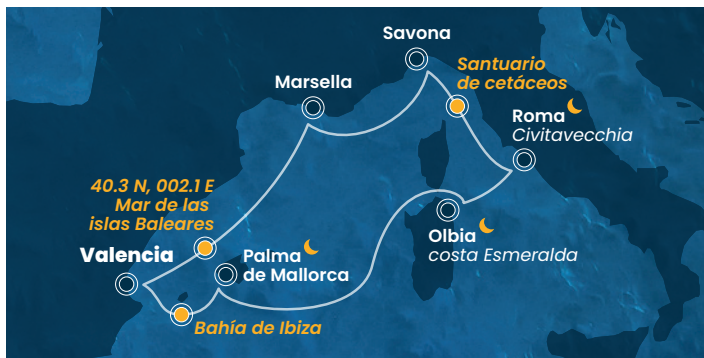 Savona
Santuario
de cetáceos
Marsella
Roma
Civitavecchia
40.3 N, 002.1 E
Mar de las
islas Baleares
Valencia
Palma
de Mallorca
Olbia
costa Esmeralda
Bahía de Ibiza